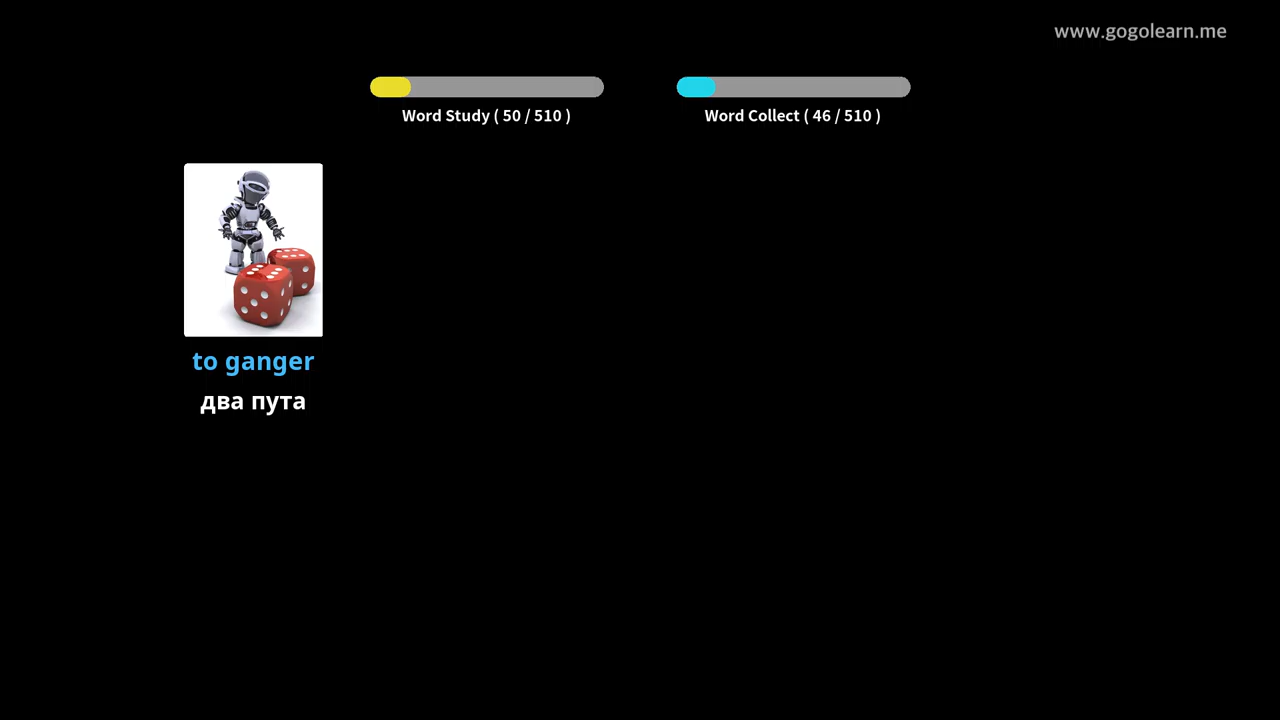 www.gogolearn.me
Word Study ( 50 / 510 )
Word Collect ( 46 / 510 )
to ganger
два пута